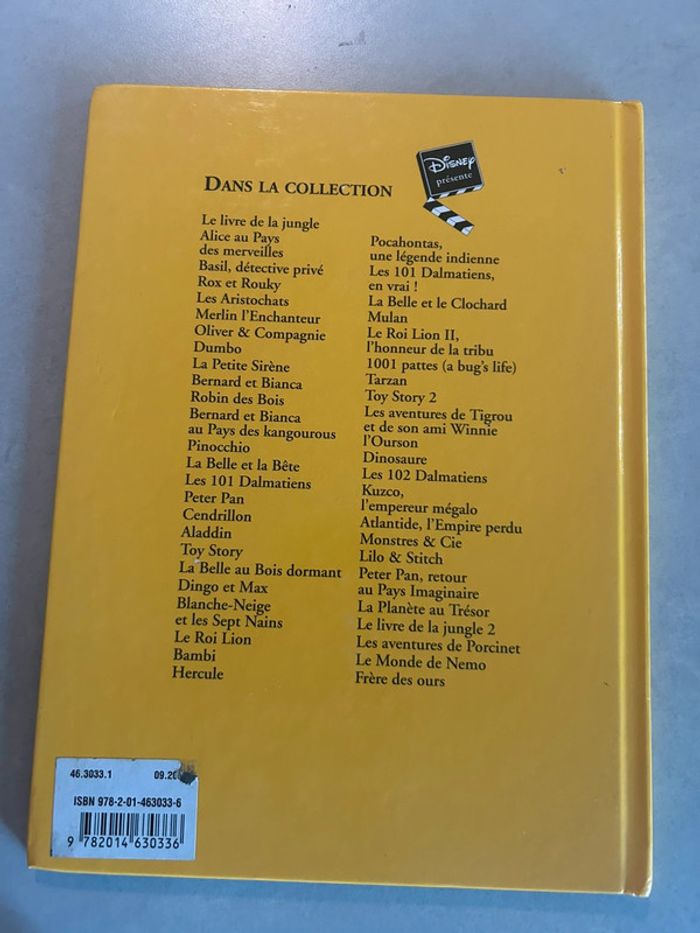 DISNEY
présente
DANS LA COLLECTION
Le livre de la jungle
Alice au Pays
des merveilles
Basil, détective privé
Rox et Rouky
Les Aristochats
Merlin l'Enchanteur
Oliver & Compagnie
Dumbo
La Petite Sirène
Bernard et Bianca
Robin des Bois
Bernard et Bianca
au Pays des kangourous
Pinocchio
La Belle et la Bête
Les 101 Dalmatiens
Peter Pan
Cendrillon
Aladdin
Toy Story
La Belle au Bois dormant
Dingo et Max
Blanche-Neige
et les Sept Nains
Le Roi Lion
Bambi
Hercule
Pocahontas,
une légende indienne
Les 101 Dalmatiens,
en vrai !
La Belle et le Clochard
Mulan
Le Roi Lion II,
l'honneur de la tribu
1001 pattes (a bug's life)
Tarzan
Toy Story 2
Les aventures de Tigrou
et de son ami Winnie
l'Ourson
Dinosaure
Les 102 Dalmatiens
Kuzco,
l'empereur mégalo
Atlantide, l'Empire perdu
Monstres & Cie
Lilo & Stitch
Peter Pan, retour
au Pays Imaginaire
La Planète au Trésor
Le livre de la jungle 2
Les aventures de Porcinet
Le Monde de Nemo
Frère des ours
46.3033.1 09.20
ISBN 978-2-01-463033-6
9 782014 630336